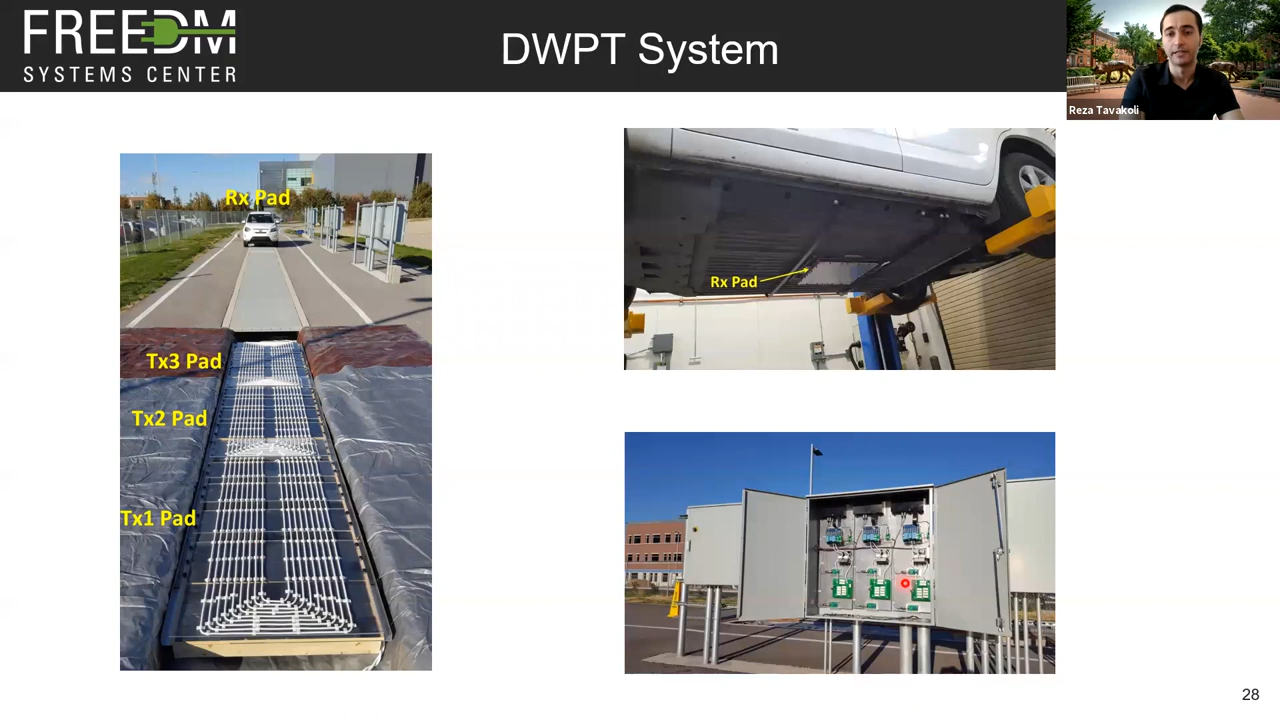 FREEDM
SYSTEMS CENTER
DWPT System
Reza Tavakoli
Rx Pad
Tx3 Pad
Tx2 Pad
Tx1 Pad
Rx Pad
28